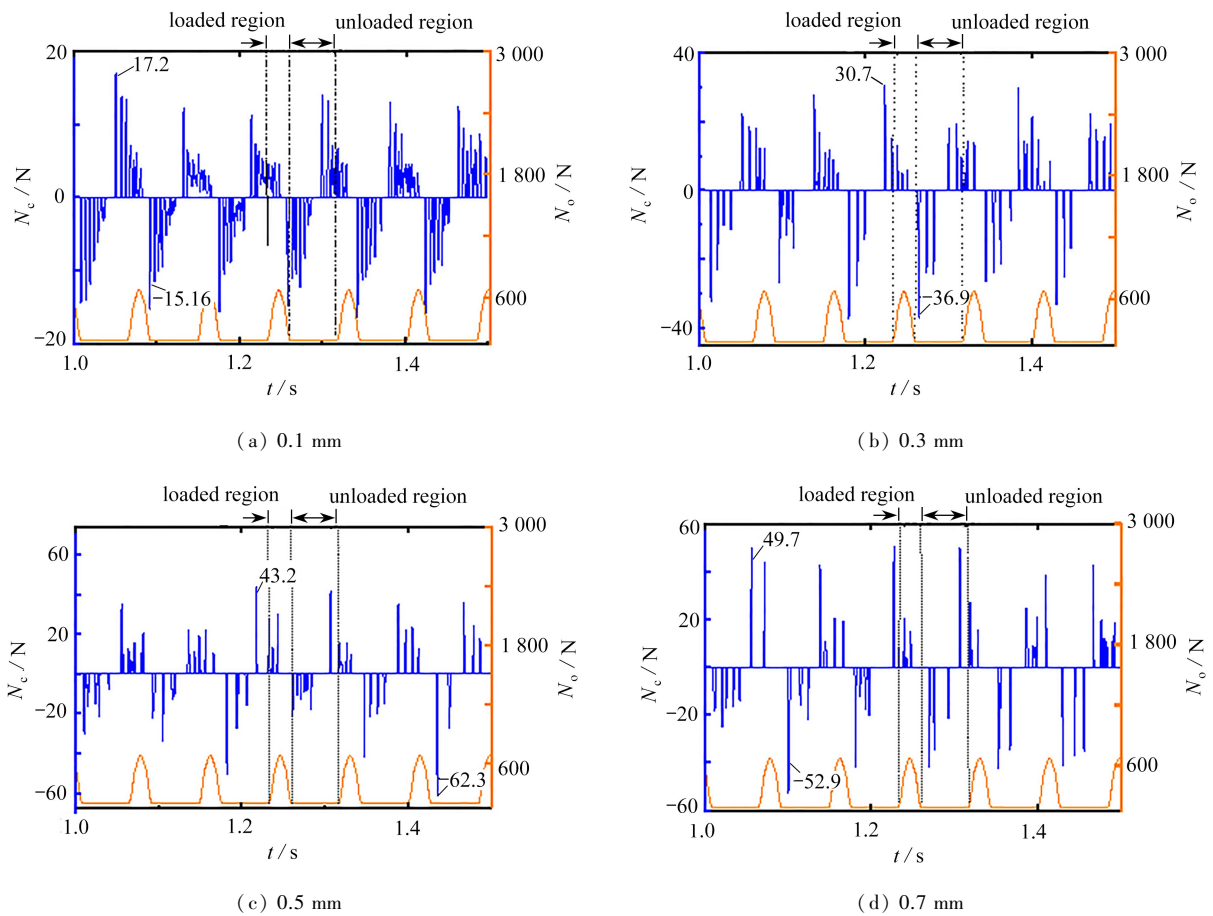 loaded region unloaded region
20
10
0
−10
−20
N_c / N
17.2
−15.16
3 000
1 800
600
N_o / N
1.0 1.2 1.4
t / s
(a) 0.1 mm
loaded region unloaded region
40
20
0
−20
−40
N_c / N
30.7
−36.9
3 000
1 800
600
N_o / N
1.0 1.2 1.4
t / s
(b) 0.3 mm
loaded region unloaded region
60
20
−20
−60
N_c / N
43.2
−62.3
3 000
1 800
600
N_o / N
1.0 1.2 1.4
t / s
(c) 0.5 mm
loaded region unloaded region
60
20
−20
−60
N_c / N
49.7
−52.9
3 000
1 800
600
N_o / N
1.0 1.2 1.4
t / s
(d) 0.7 mm